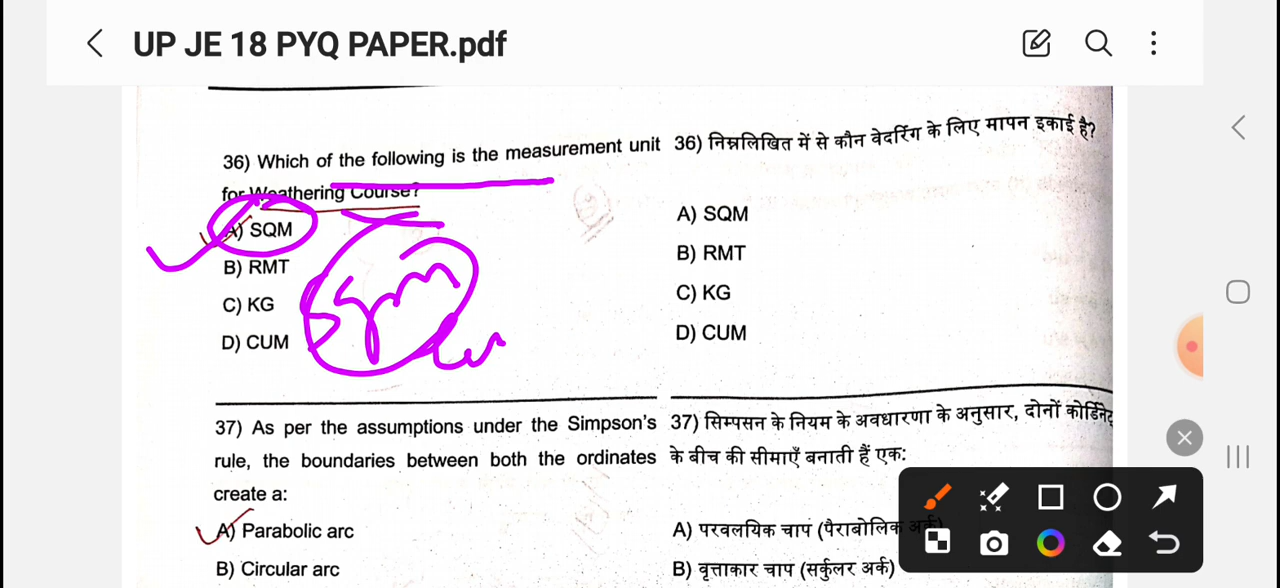 UP JE 18 PYQ PAPER.pdf
36) Which of the following is the measurement unit
for Weathering Course?
A) SQM
B) RMT
C) KG
D) CUM
Sqm
36) निम्नलिखित में से कौन वेदरिंग के लिए मापन इकाई है?
A) SQM
B) RMT
C) KG
D) CUM
37) As per the assumptions under the Simpson's
rule, the boundaries between both the ordinates
create a:
A) Parabolic arc
B) Circular arc
37) सिम्पसन के नियम के अवधारणा के अनुसार, दोनों कोर्डिनेट
के बीच की सीमाएँ बनाती हैं एक:
A) परवलयिक चाप (पैराबोलिक अर्क)
B) वृत्ताकार चाप (सर्कुलर अर्क)